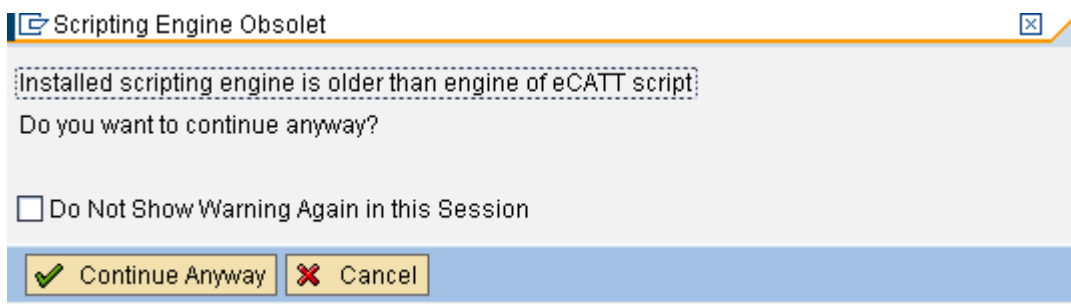 Scripting Engine Obsolet
Installed scripting engine is older than engine of eCATT script
Do you want to continue anyway?
Do Not Show Warning Again in this Session
Continue Anyway Cancel